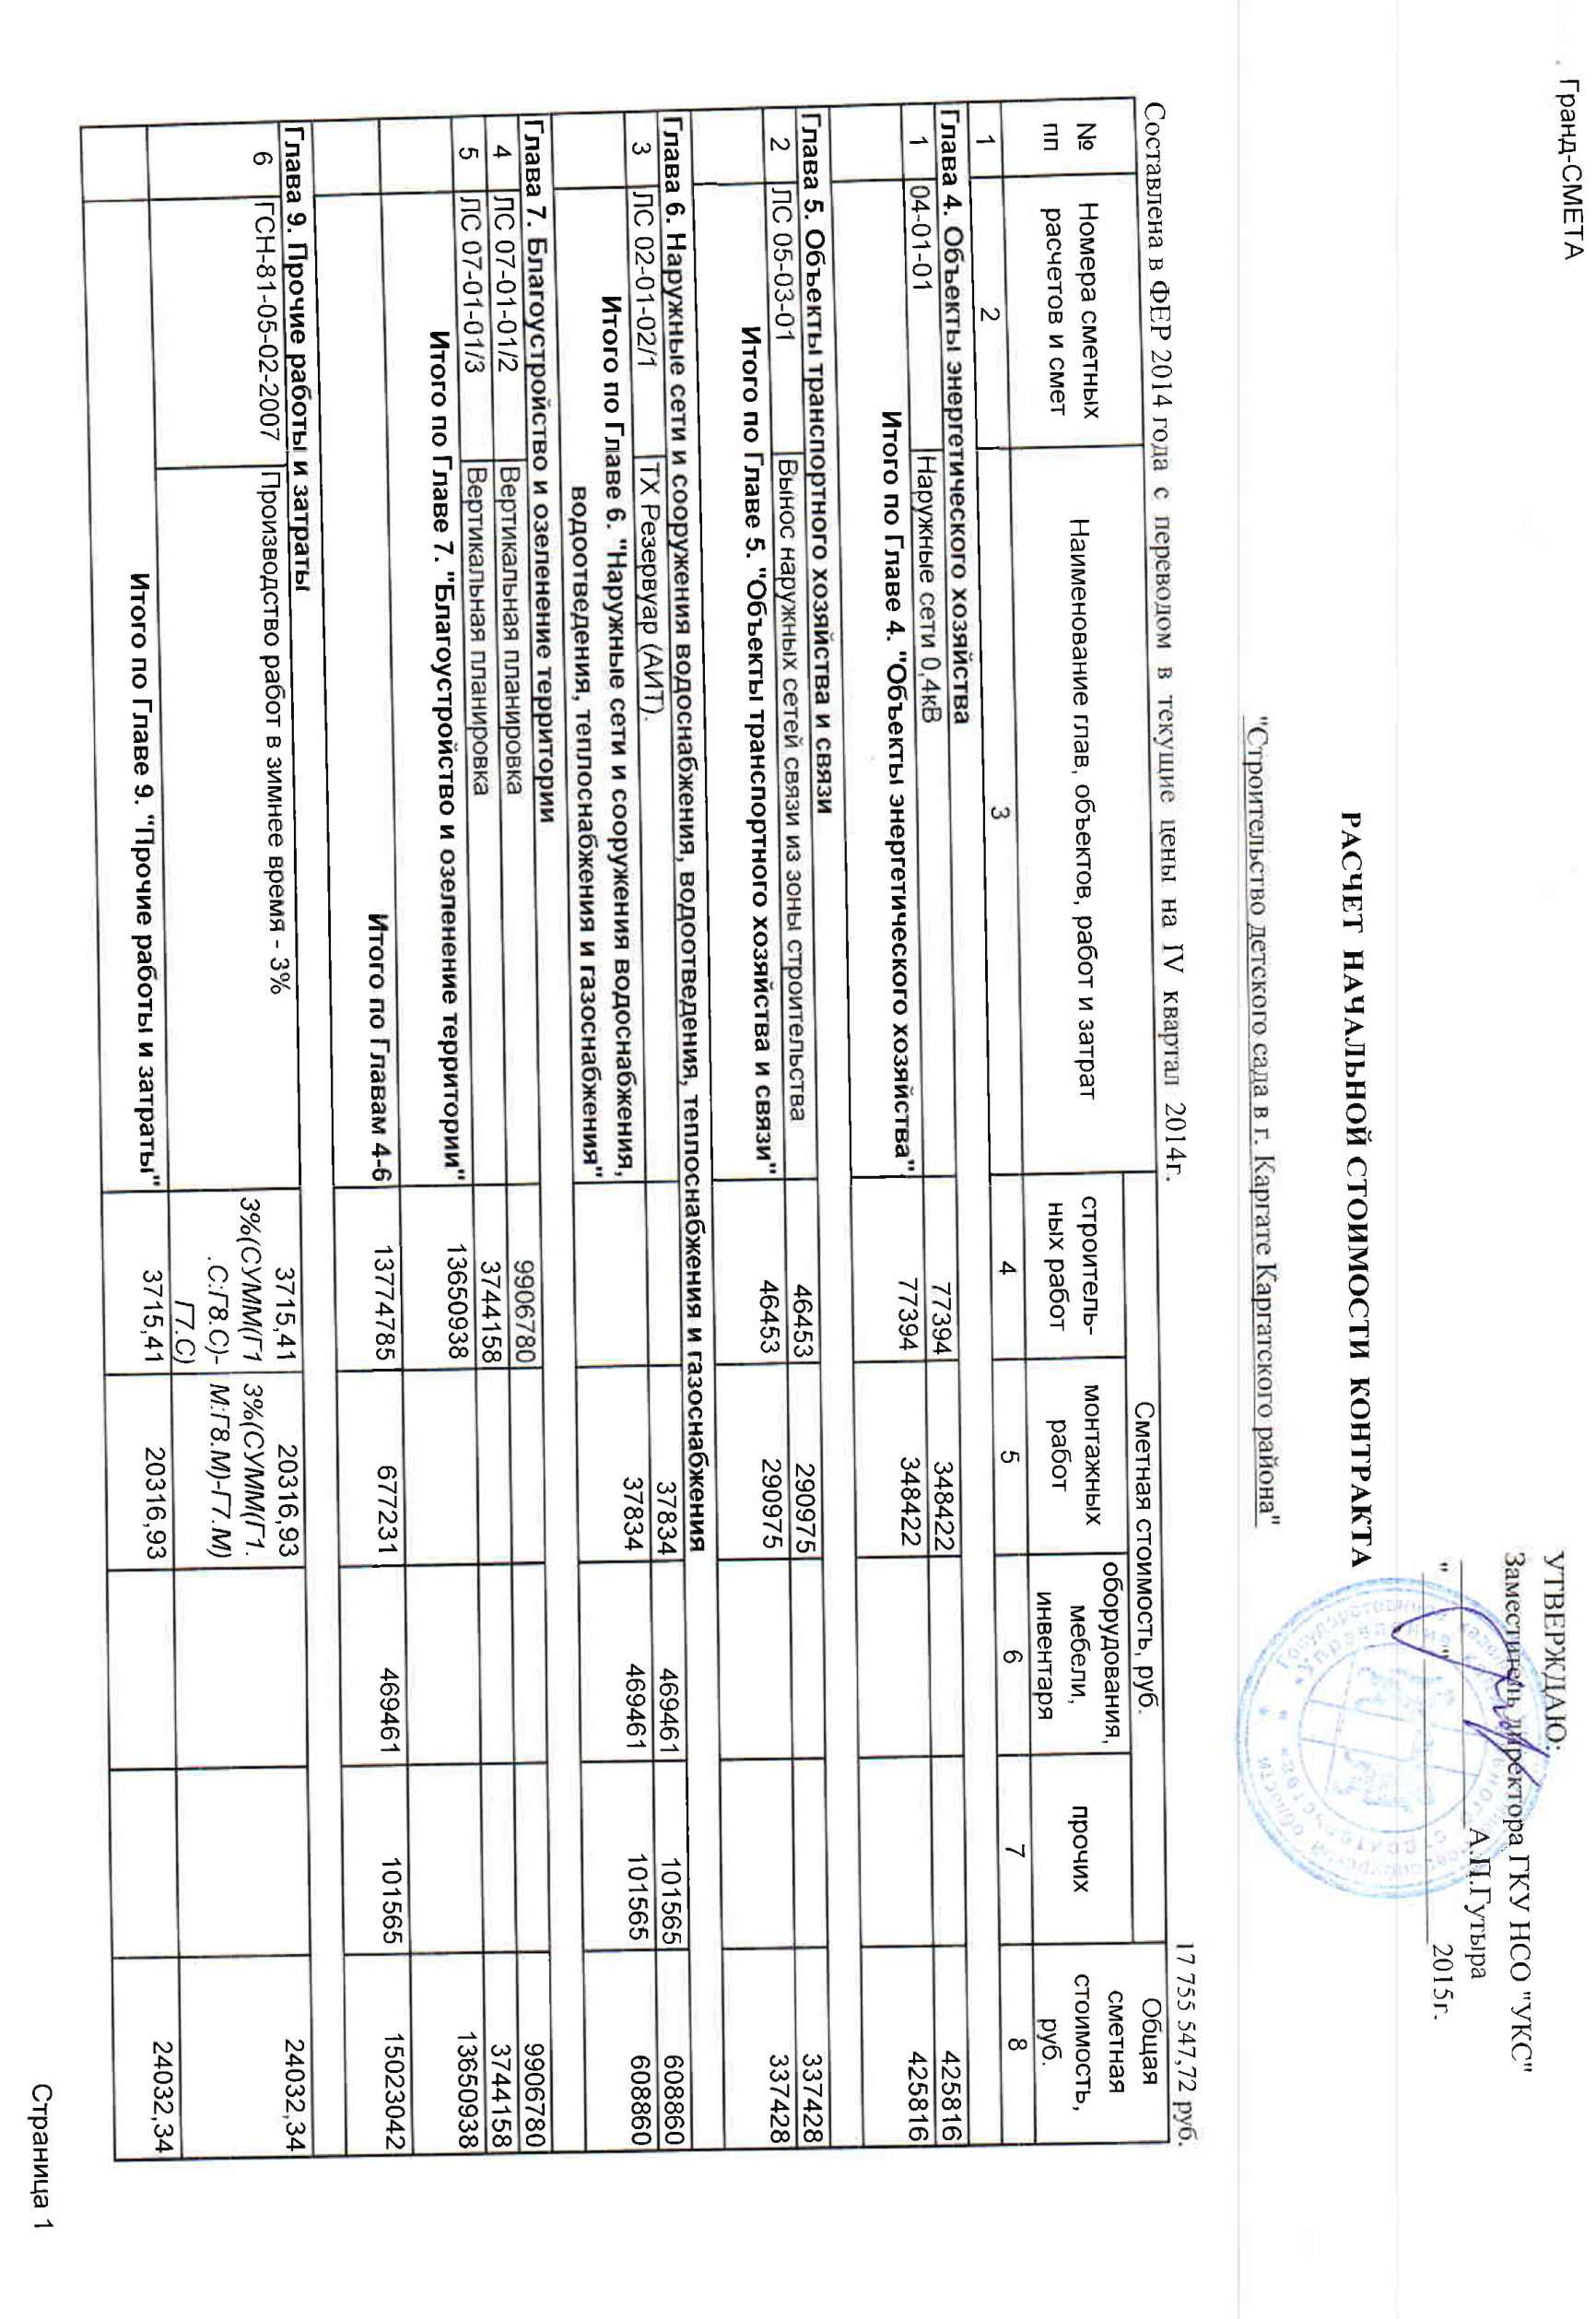 Гранд-СМЕТА
УТВЕРЖДАЮ:
Заместитель директора ГКУ НСО "УКС"
А.П.Гутыра
" " 2015г.
РАСЧЕТ НАЧАЛЬНОЙ СТОИМОСТИ КОНТРАКТА
"Строительство детского сада в г. Каргате Каргатского района"
17 755 547,72 руб.
Составлена в ФЕР 2014 года с переводом в текущие цены на IV квартал 2014г.
№ пп
Номера сметных расчетов и смет
Наименование глав, объектов, работ и затрат
Сметная стоимость, руб.
строитель-ных работ
монтажных работ
оборудования, мебели, инвентаря
прочих
Общая сметная стоимость, руб.
1 2 3 4 5 6 7 8
Глава 4. Объекты энергетического хозяйства
1 04-01-01 Наружные сети 0,4кВ 77394 348422 425816
Итого по Главе 4. "Объекты энергетического хозяйства" 77394 348422 425816
Глава 5. Объекты транспортного хозяйства и связи
2 ЛС 05-03-01 Вынос наружных сетей связи из зоны строительства 46453 290975 337428
Итого по Главе 5. "Объекты транспортного хозяйства и связи" 46453 290975 337428
Глава 6. Наружные сети и сооружения водоснабжения, водоотведения, теплоснабжения и газоснабжения
3 ЛС 02-01-02/1 ТХ Резервуар (АИТ). 37834 469461 101565 608860
Итого по Главе 6. "Наружные сети и сооружения водоснабжения,
водоотведения, теплоснабжения и газоснабжения" 37834 469461 101565 608860
Глава 7. Благоустройство и озеленение территории
4 ЛС 07-01-01/2 Вертикальная планировка 9906780 9906780
5 ЛС 07-01-01/3 Вертикальная планировка 3744158 3744158
Итого по Главе 7. "Благоустройство и озеленение территории" 13650938 13650938
Итого по Главам 4-6 13774785 677231 469461 101565 15023042
Глава 9. Прочие работы и затраты
6 ГСН-81-05-02-2007 Производство работ в зимнее время - 3% 3715,41 20316,93 24032,34
3%(СУММ(Г1 3%(СУММ(Г1.
.С:Г8.С)- М:Г8.М)-Г7.М)
Г7.С)
Итого по Главе 9. "Прочие работы и затраты" 3715,41 20316,93 24032,34
Страница 1